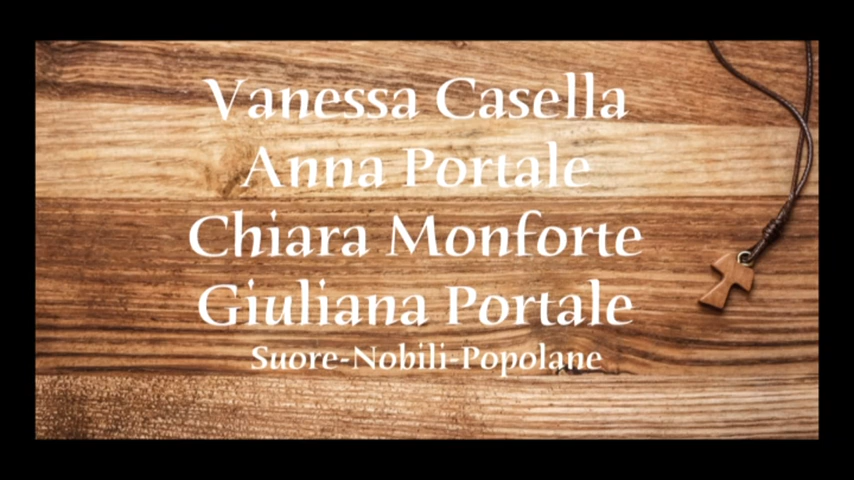 Vanessa Casella
Anna Portale
Chiara Monforte
Giuliana Portale
Suore-Nobili-Popolane